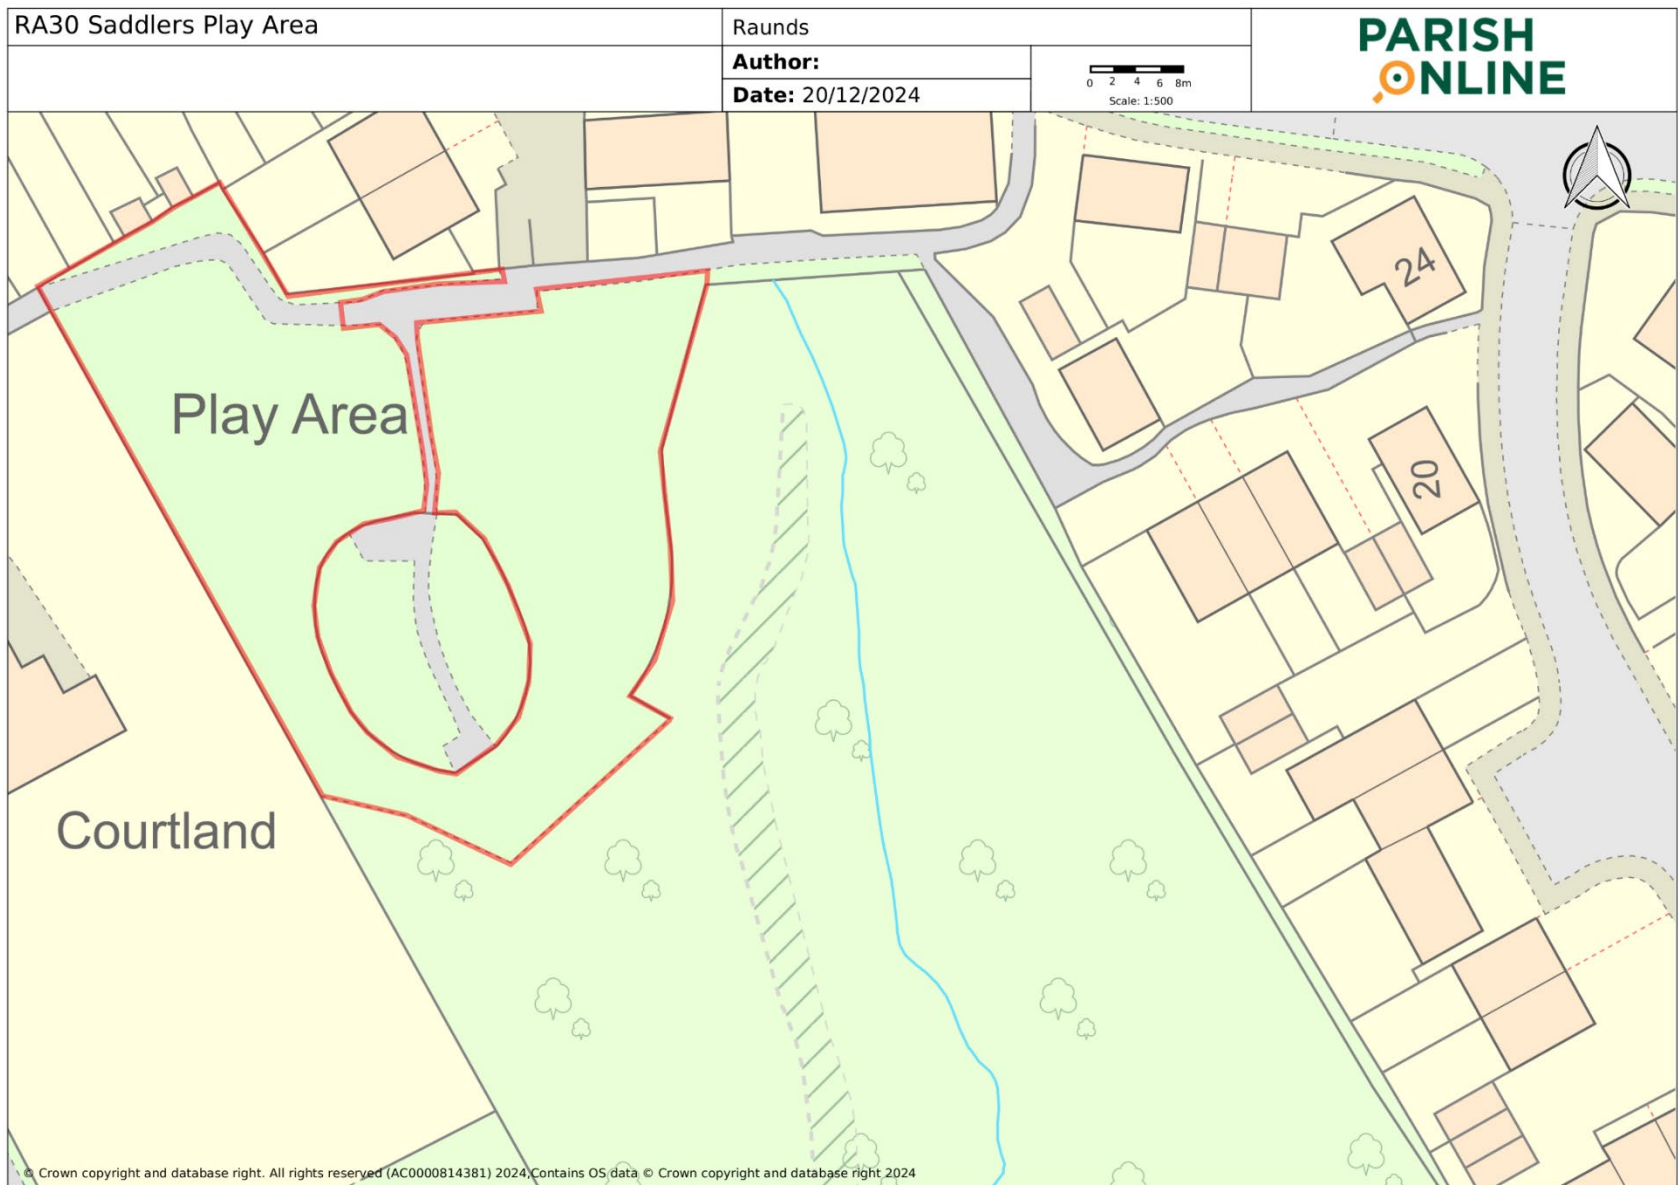 RA30 Saddlers Play Area
Raunds
Author:
Date: 20/12/2024
0 2 4 6 8m
Scale: 1:500
PARISH
ONLINE
24
Play Area
20
Courtland
© Crown copyright and database right. All rights reserved (AC0000814381) 2024,Contains OS data © Crown copyright and database right 2024